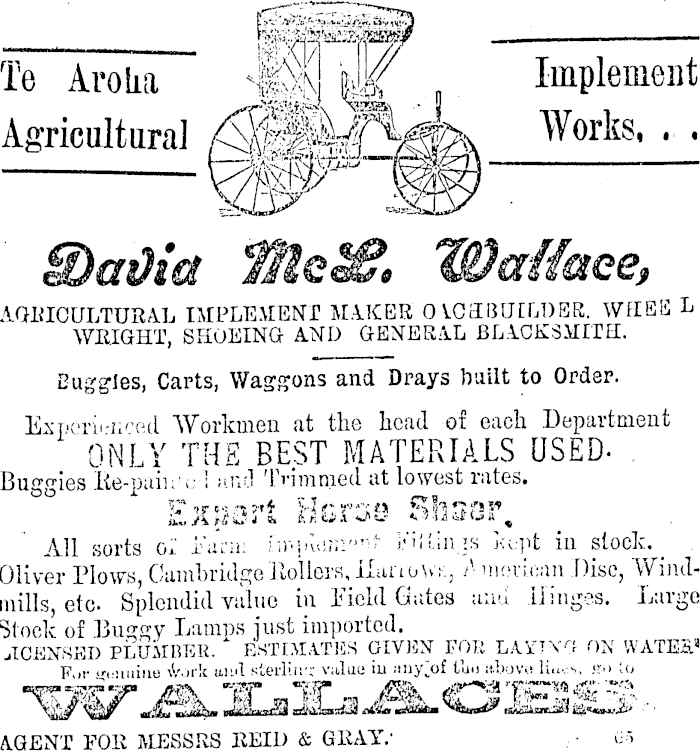 Te Aroha
Agricultural
Implement
Works. . .
David McL. Wallace,
AGRICULTURAL IMPLEMENT MAKER OACHBUILDER. WHEE L
WRIGHT, SHOEING AND GENERAL BLACKSMITH.
Buggies, Carts, Waggons and Drays built to Order.
Experienced Workmen at the head of each Department
ONLY THE BEST MATERIALS USED.
Buggies Re-painted and Trimmed at lowest rates.
Expert Horse Shoer.
All sorts of Farm Implement Fittings kept in stock.
Oliver Plows, Cambridge Rollers, Harrows, American Disc, Wind-
mills, etc. Splendid value in Field Gates and Hinges. Large
Stock of Buggy Lamps just imported.
LICENSED PLUMBER. ESTIMATES GIVEN FOR LAYING ON WATER
For genuine work and sterling value in any of the above lines, go to
WALLACES
AGENT FOR MESSRS REID & GRAY.
65